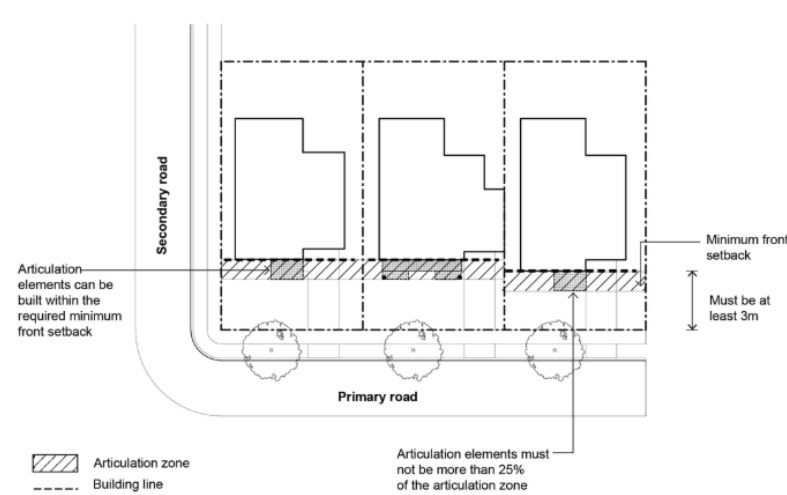 Secondary road
Articulation
elements can be
built within the
required minimum
front setback
Minimum front
setback
Must be at
least 3m
Primary road
Articulation zone
Building line
Articulation elements must
not be more than 25%
of the articulation zone